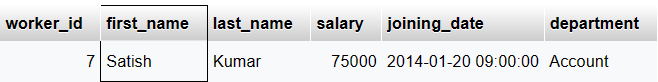 worker_id first_name last_name salary joining_date department
7 Satish Kumar 75000 2014-01-20 09:00:00 Account